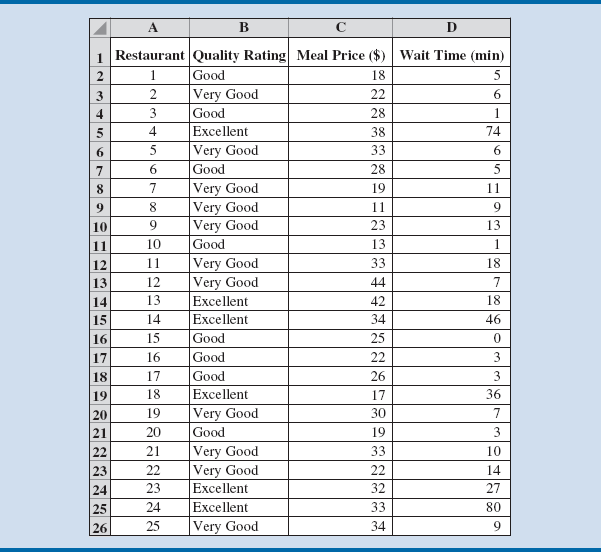 A B C D
1 Restaurant Quality Rating Meal Price ($) Wait Time (min)
2 1 Good 18 5
3 2 Very Good 22 6
4 3 Good 28 1
5 4 Excellent 38 74
6 5 Very Good 33 6
7 6 Good 28 5
8 7 Very Good 19 11
9 8 Very Good 11 9
10 9 Very Good 23 13
11 10 Good 13 1
12 11 Very Good 33 18
13 12 Very Good 44 7
14 13 Excellent 42 18
15 14 Excellent 34 46
16 15 Good 25 0
17 16 Good 22 3
18 17 Good 26 3
19 18 Excellent 17 36
20 19 Very Good 30 7
21 20 Good 19 3
22 21 Very Good 33 10
23 22 Very Good 22 14
24 23 Excellent 32 27
25 24 Excellent 33 80
26 25 Very Good 34 9